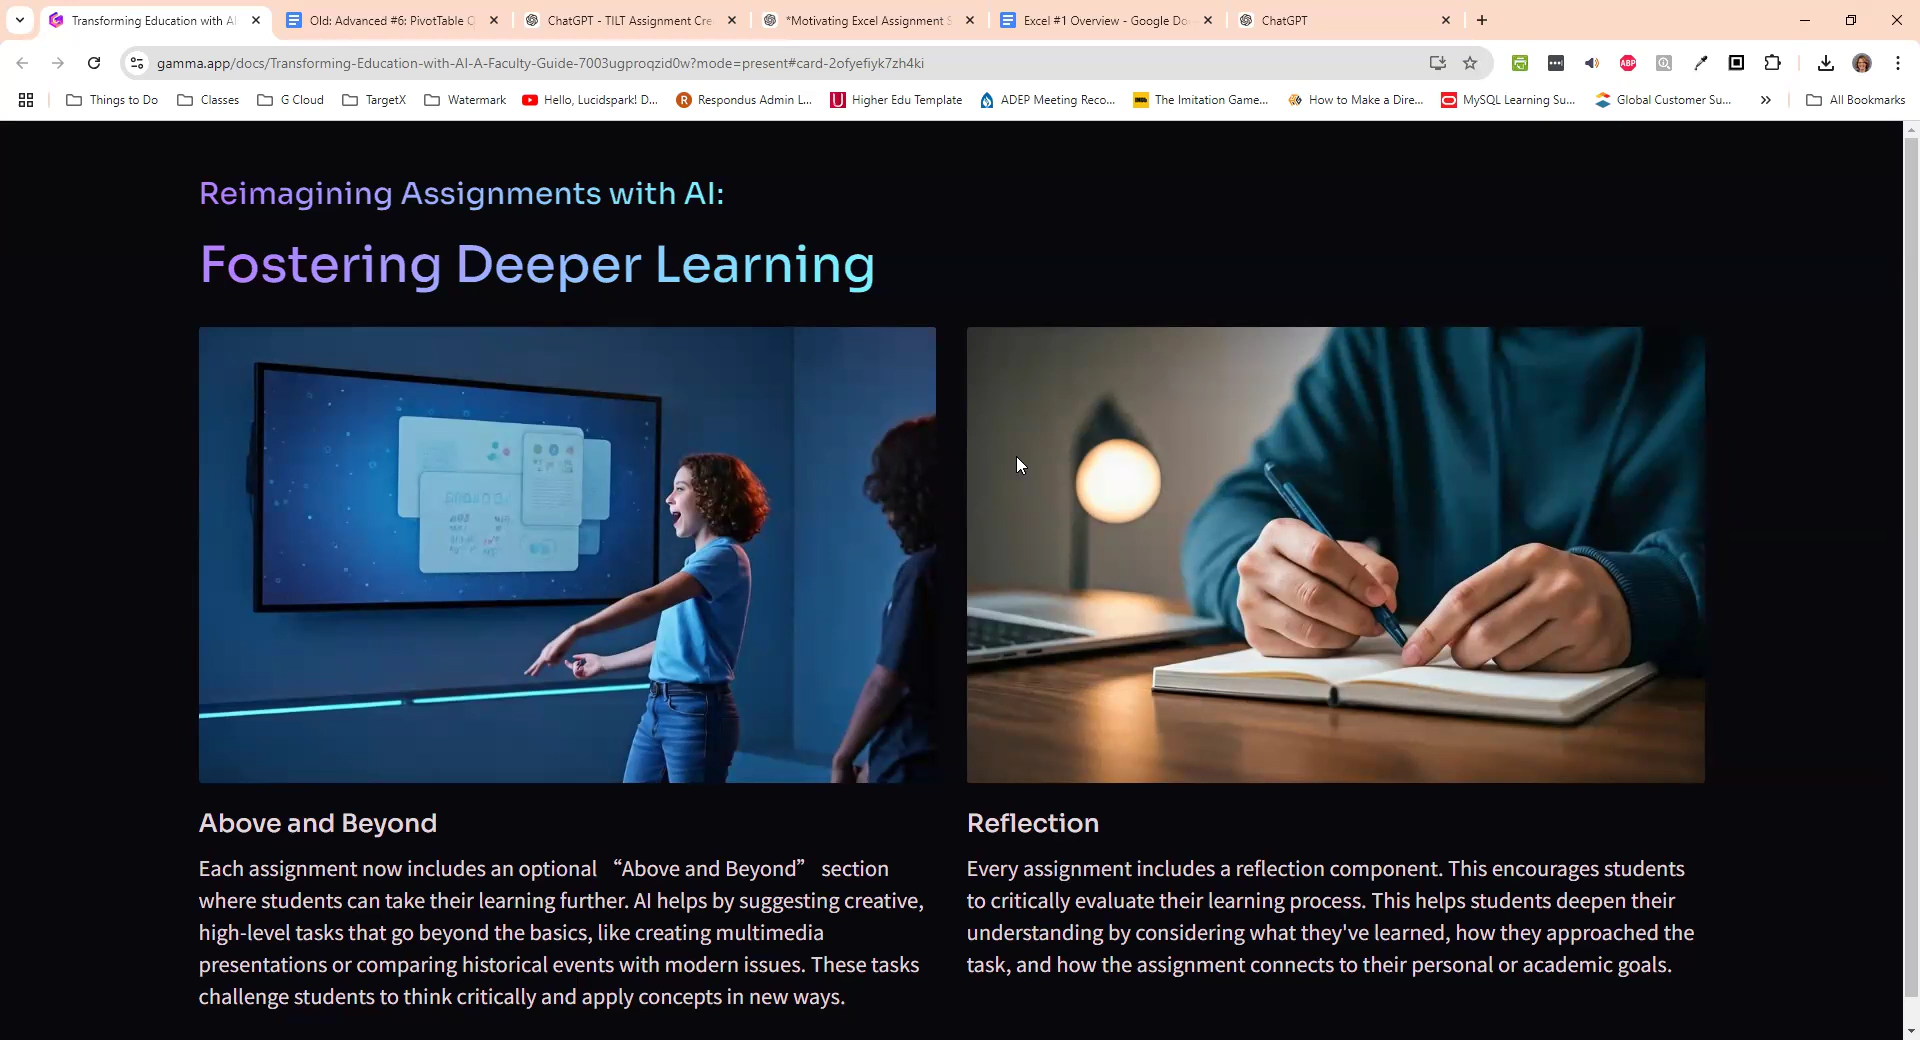 Transforming Education with AI
Old: Advanced #6: PivotTable O
ChatGPT - TILT Assignment Cre
*Motivating Excel Assignment S
Excel #1 Overview - Google Do
ChatGPT
gamma.app/docs/Transforming-Education-with-AI-A-Faculty-Guide-7003ugproqzid0w?mode=present#card-2ofyefiyk7zh4ki
ABP
Things to Do
Classes
G Cloud
TargetX
Watermark
Hello, Lucidspark! D...
Respondus Admin L...
Higher Edu Template
ADEP Meeting Reco...
The Imitation Game...
How to Make a Dire...
MySQL Learning Su...
Global Customer Su...
All Bookmarks
Reimagining Assignments with AI:
Fostering Deeper Learning
Above and Beyond
Each assignment now includes an optional “Above and Beyond” section
where students can take their learning further. AI helps by suggesting creative,
high-level tasks that go beyond the basics, like creating multimedia
presentations or comparing historical events with modern issues. These tasks
challenge students to think critically and apply concepts in new ways.
Reflection
Every assignment includes a reflection component. This encourages students
to critically evaluate their learning process. This helps students deepen their
understanding by considering what they've learned, how they approached the
task, and how the assignment connects to their personal or academic goals.